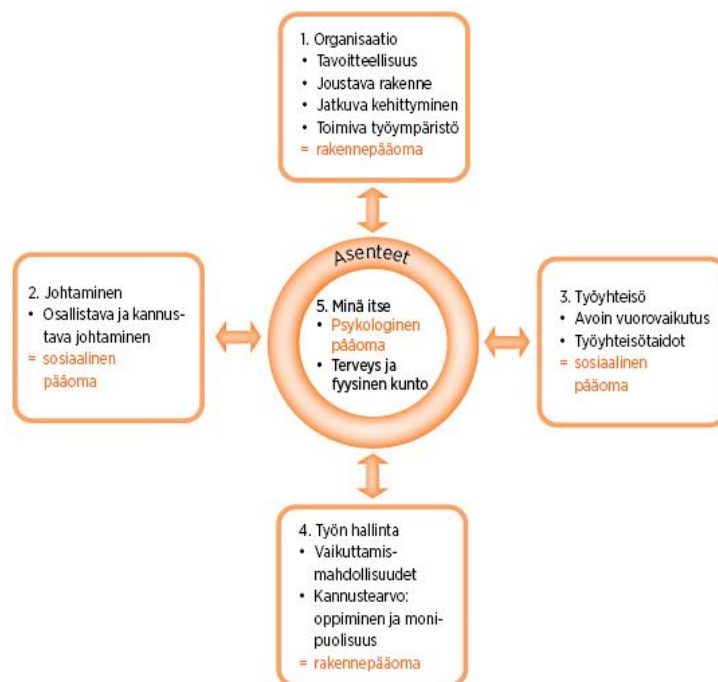 1. Organisaatio
• Tavoitteellisuus
• Joustava rakenne
• Jatkuva kehittyminen
• Toimiva työympäristö
= rakennepääoma
Asenteet
2. Johtaminen
• Osallistava ja kannus-
tava johtaminen
= sosiaalinen
pääoma
5. Minä itse
• Psykologinen
pääoma
• Terveys ja
fyysinen kunto
3. Työyhteisö
• Avoin vuorovaikutus
• Työyhteisötaidot
= sosiaalinen
pääoma
4. Työn hallinta
• Vaikuttamis-
mahdollisuudet
• Kannustearvo:
oppiminen ja moni-
puolisuus
= rakennepääoma